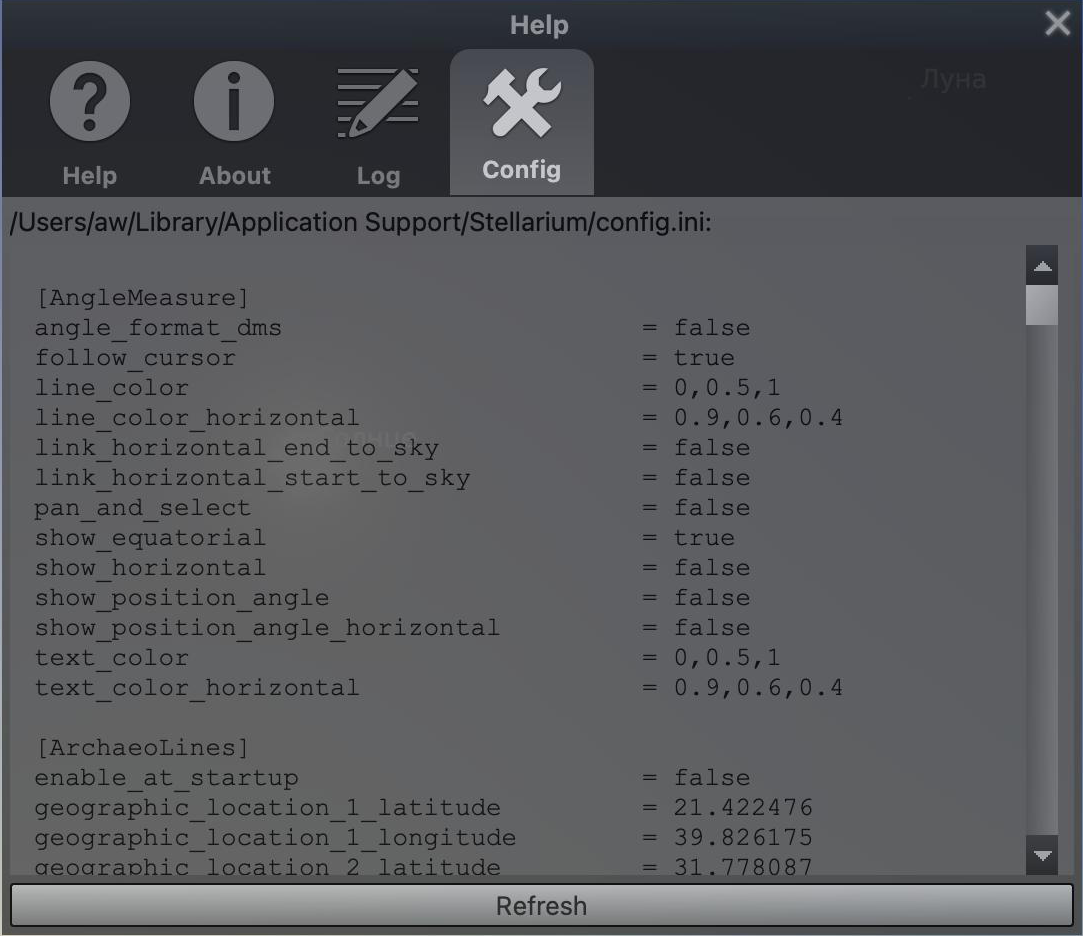 Help
Луна
Help About Log Config
/Users/aw/Library/Application Support/Stellarium/config.ini:
[AngleMeasure]
angle_format_dms = false
follow_cursor = true
line_color = 0,0.5,1
line_color_horizontal = 0.9,0.6,0.4
link_horizontal_end_to_sky = false
link_horizontal_start_to_sky = false
pan_and_select = false
show_equatorial = true
show_horizontal = false
show_position_angle = false
show_position_angle_horizontal = false
text_color = 0,0.5,1
text_color_horizontal = 0.9,0.6,0.4
[ArchaeoLines]
enable_at_startup = false
geographic_location_1_latitude = 21.422476
geographic_location_1_longitude = 39.826175
geographic_location_2_latitude = 31.778087
Refresh